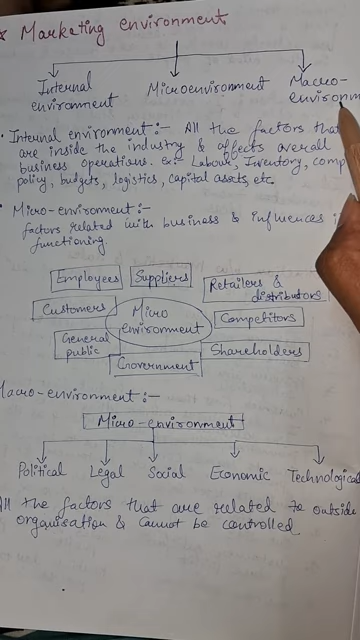 * Marketing environment
Internal environment
Microenvironment
Macro-environm
• Internal environment :- All the factors that
are inside the industry & affects overall
business operations. ex:- Labour, Inventory, comp
policy, budgets, logistics, capital assets, etc.
• Micro-environment :-
factors related with business & influences i
functioning.
Employees
Suppliers
Retailers & distributors
Customers
Micro environment
Competitors
General public
Government
Shareholders
Macro-environment :-
Micro-environment
Political Legal Social Economic Technological
All the factors that are related to outside
organisation & cannot be controlled